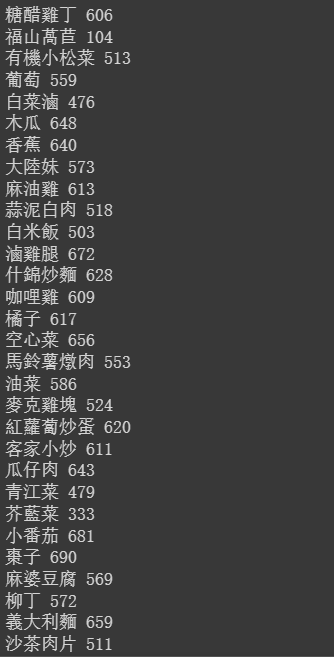 糖醋雞丁 606
福山萵苣 104
有機小松菜 513
葡萄 559
白菜滷 476
木瓜 648
香蕉 640
大陸妹 573
麻油雞 613
蒜泥白肉 518
白米飯 503
滷雞腿 672
什錦炒麵 628
咖哩雞 609
橘子 617
空心菜 656
馬鈴薯燉肉 553
油菜 586
麥克雞塊 524
紅蘿蔔炒蛋 620
客家小炒 611
瓜仔肉 643
青江菜 479
芥藍菜 333
小番茄 681
棗子 690
麻婆豆腐 569
柳丁 572
義大利麵 659
沙茶肉片 511